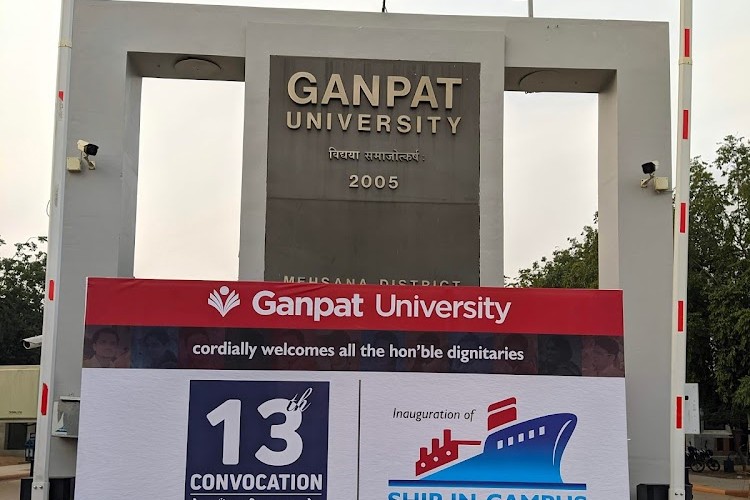 GANPAT
UNIVERSITY
विद्यया समाजोत्कर्ष:
2005
MEHSANA DISTRICT
Ganpat University
cordially welcomes all the hon'ble dignitaries
13th
CONVOCATION
Inauguration of
SHIP IN CAMPUS